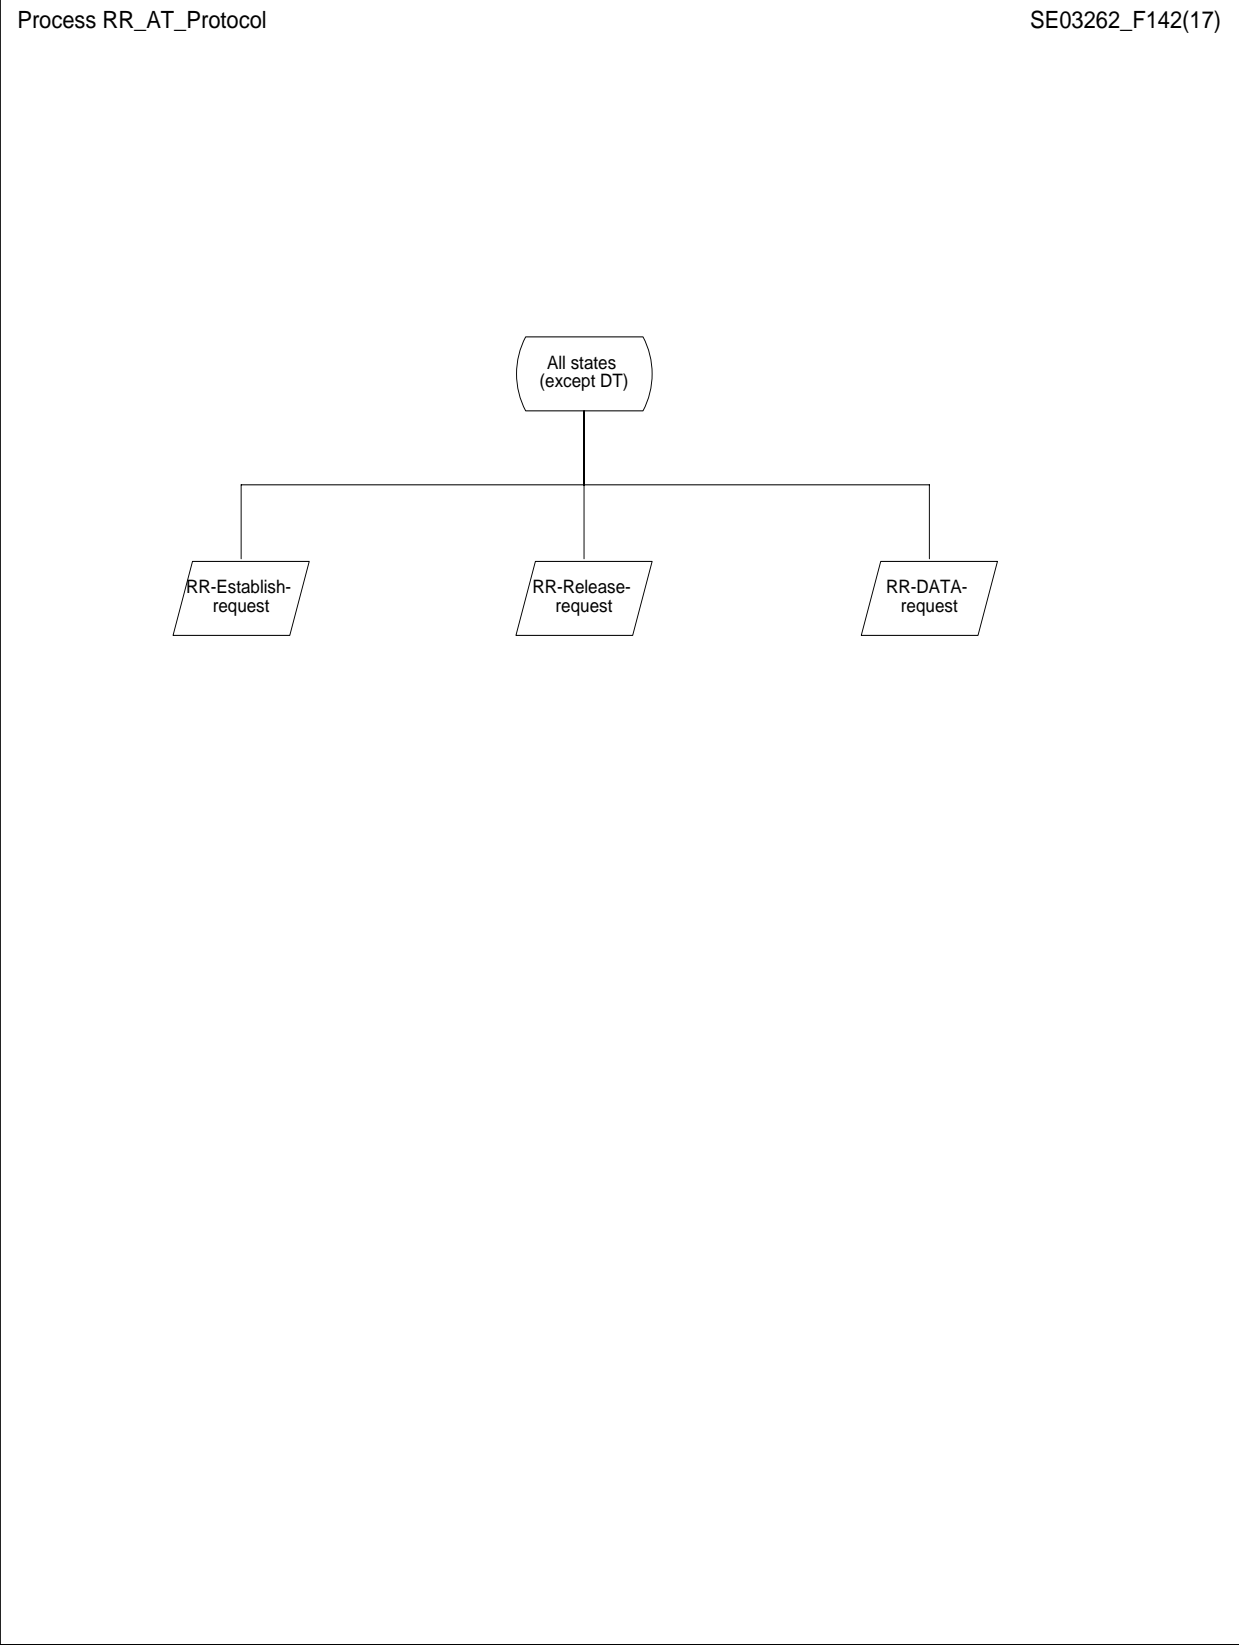 Process RR_AT_Protocol
SE03262_F142(17)
All states
(except DT)
RR-Establish-
request
RR-Release-
request
RR-DATA-
request